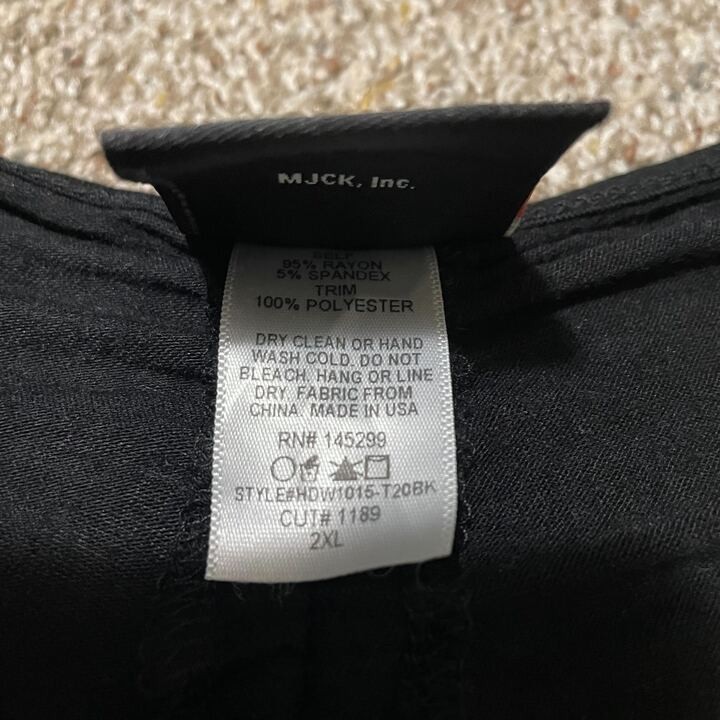 MJCK, Inc.
SELF
95% RAYON
5% SPANDEX
TRIM
100% POLYESTER
DRY CLEAN OR HAND
WASH COLD. DO NOT
BLEACH. HANG OR LINE
DRY. FABRIC FROM
CHINA. MADE IN USA
RN# 145299
STYLE#HDW1015-T20BK
CUT# 1189
2XL